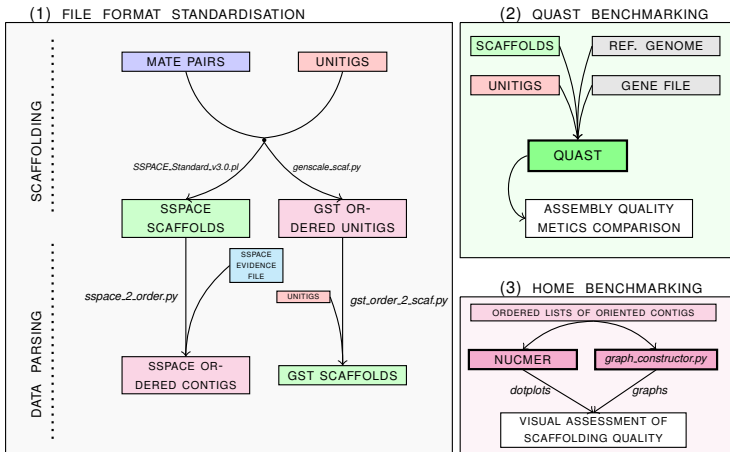 (1) FILE FORMAT STANDARDISATION
MATE PAIRS
UNITIGS
SCAFFOLDING
SSPACE_Standard_v3.0.pl
genscale_scaf.py
SSPACE
SCAFFOLDS
GST OR-
DERED UNITIGS
DATA PARSING
SSPACE
EVIDENCE
FILE
sspace_2_order.py
UNITIGS
gst_order_2_scaf.py
SSPACE OR-
DERED CONTIGS
GST SCAFFOLDS
(2) QUAST BENCHMARKING
SCAFFOLDS
REF. GENOME
UNITIGS
GENE FILE
QUAST
ASSEMBLY QUALITY
METICS COMPARISON
(3) HOME BENCHMARKING
ORDERED LISTS OF ORIENTED CONTIGS
NUCMER
graph_constructor.py
dotplots
graphs
VISUAL ASSESSMENT OF
SCAFFOLDING QUALITY